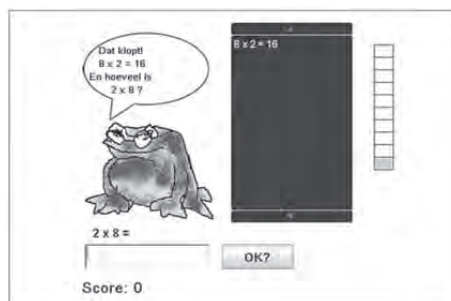 Dat klopt!
8 x 2 = 16
En hoeveel is
2 x 8 ?
8 x 2 = 16
2 x 8 =
OK?
Score: 0